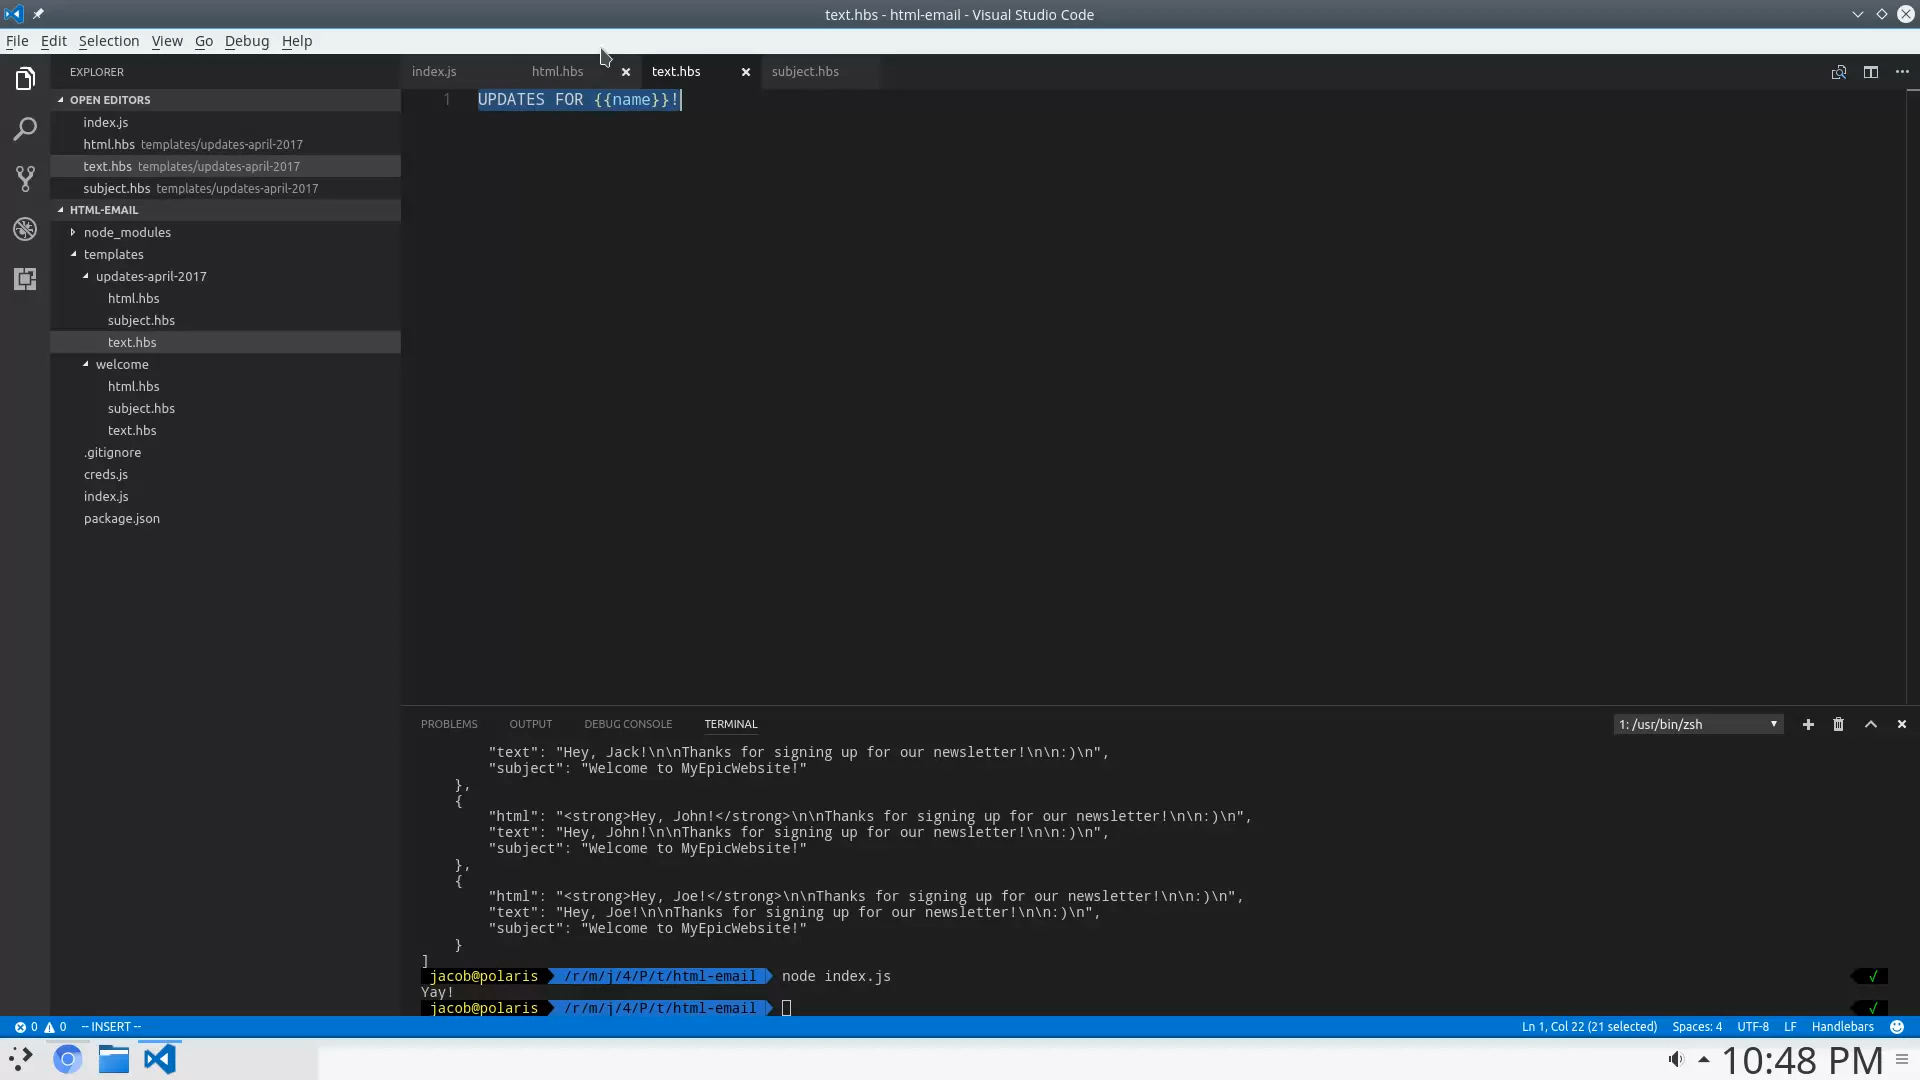 text.hbs - html-email - Visual Studio Code
File Edit Selection View Go Debug Help
EXPLORER
index.js html.hbs text.hbs subject.hbs
OPEN EDITORS
index.js
html.hbs templates/updates-april-2017
text.hbs templates/updates-april-2017
subject.hbs templates/updates-april-2017
HTML-EMAIL
node_modules
templates
updates-april-2017
html.hbs
subject.hbs
text.hbs
welcome
html.hbs
subject.hbs
text.hbs
.gitignore
creds.js
index.js
package.json
1 UPDATES FOR {{name}}!
PROBLEMS OUTPUT DEBUG CONSOLE TERMINAL 1: /usr/bin/zsh
"text": "Hey, Jack!\n\nThanks for signing up for our newsletter!\n\n:)\n",
"subject": "Welcome to MyEpicWebsite!"
},
{
"html": "<strong>Hey, John!</strong>\n\nThanks for signing up for our newsletter!\n\n:)\n",
"text": "Hey, John!\n\nThanks for signing up for our newsletter!\n\n:)\n",
"subject": "Welcome to MyEpicWebsite!"
},
{
"html": "<strong>Hey, Joe!</strong>\n\nThanks for signing up for our newsletter!\n\n:)\n",
"text": "Hey, Joe!\n\nThanks for signing up for our newsletter!\n\n:)\n",
"subject": "Welcome to MyEpicWebsite!"
}
]
jacob@polaris /r/m/j/4/P/t/html-email node index.js √
Yay!
jacob@polaris /r/m/j/4/P/t/html-email √
0 0 -- INSERT -- Ln 1, Col 22 (21 selected) Spaces: 4 UTF-8 LF Handlebars
10:48 PM